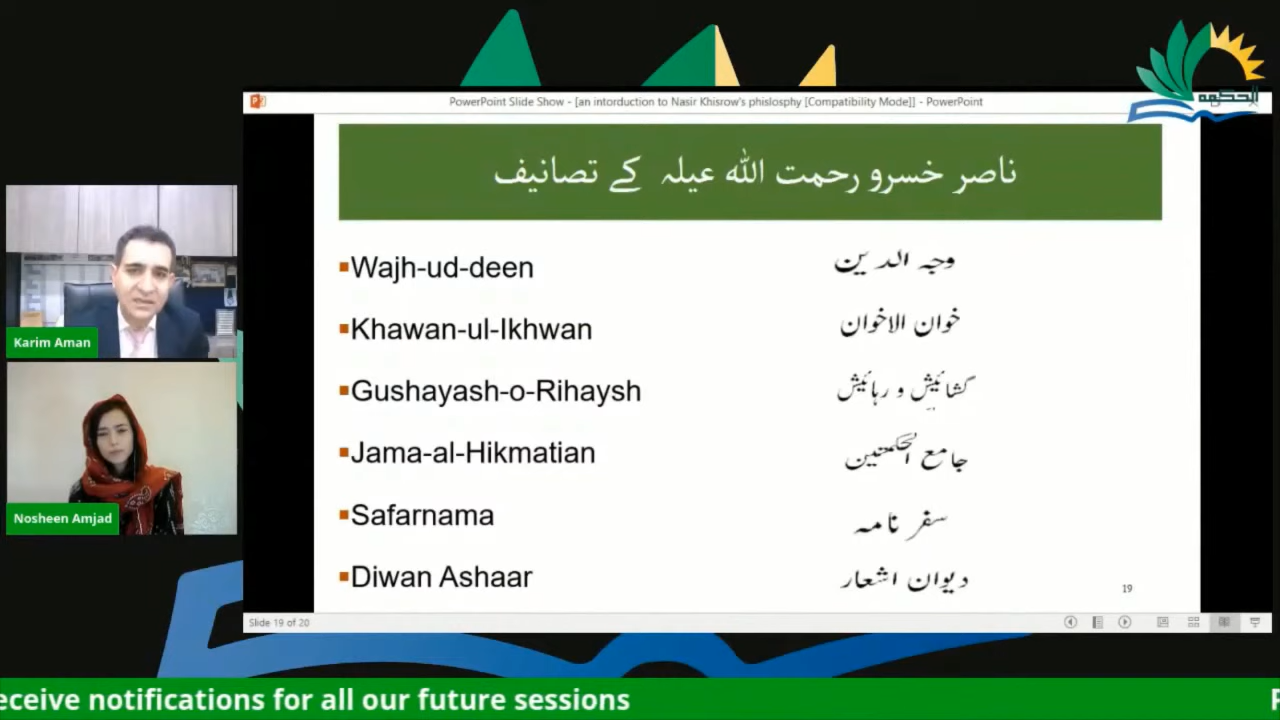 الحكمة
PowerPoint Slide Show - [an intorduction to Nasir Khisrow's phislosphy [Compatibility Mode]] - PowerPoint
ناصر خسرو رحمت اللہ عیلہ کے تصانیف
Wajh-ud-deen وجہ الدین
Khawan-ul-Ikhwan خوان الاخوان
Gushayash-o-Rihaysh گشائیش و رہائیش
Jama-al-Hikmatian جامع الحکمتین
Safarnama سفر نامہ
Diwan Ashaar دیوان اشعار
19
Slide 19 of 20
Karim Aman
Nosheen Amjad
eceive notifications for all our future sessions